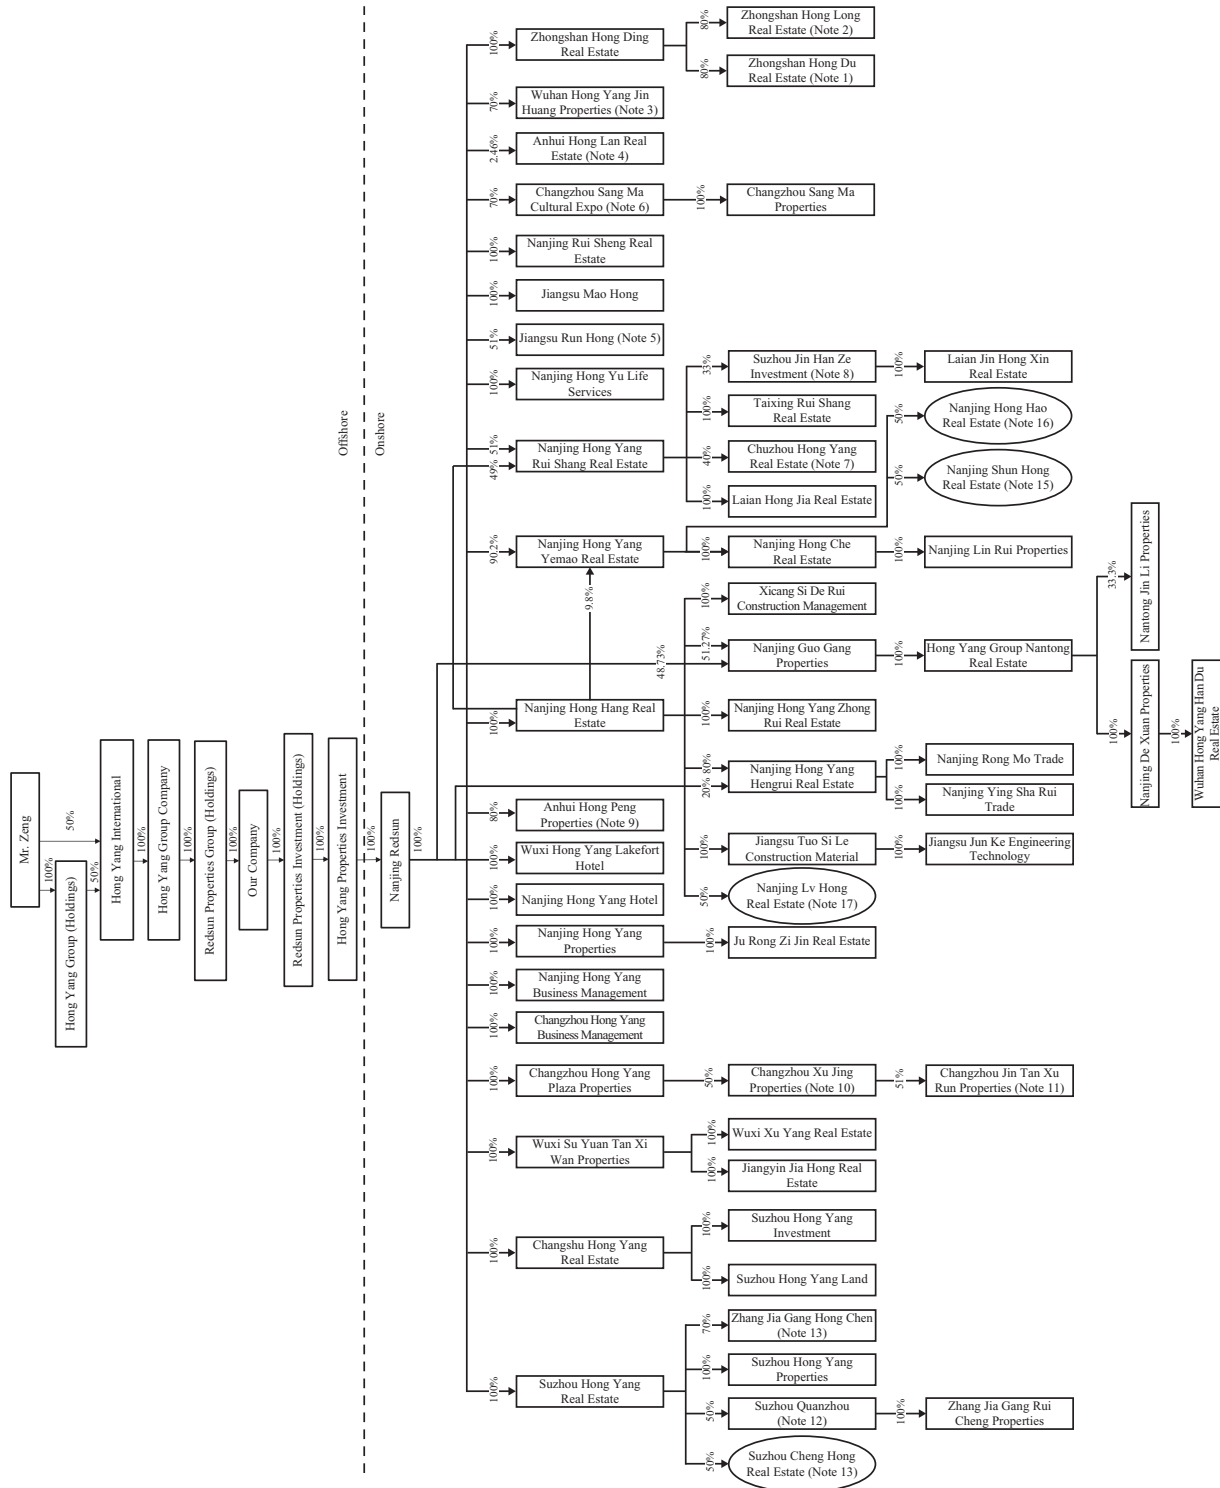 Mr. Zeng
100%
50%
Hong Yang Group (Holdings)
50%
Hong Yang International
100%
Hong Yang Group Company
100%
Redsun Properties Group (Holdings)
100%
Our Company
100%
Redsun Properties Investment (Holdings)
100%
Hong Yang Properties Investment
100%
Offshore
Onshore
Nanjing Redsun
100%
100%
Zhongshan Hong Ding
Real Estate
80%
Zhongshan Hong Long
Real Estate (Note 2)
80%
Zhongshan Hong Du
Real Estate (Note 1)
70%
Wuhan Hong Yang Jin
Huang Properties (Note 3)
2.46%
Anhui Hong Lan Real
Estate (Note 4)
70%
Changzhou Sang Ma
Cultural Expo (Note 6)
100%
Changzhou Sang Ma
Properties
100%
Nanjing Rui Sheng Real
Estate
100%
Jiangsu Mao Hong
51%
Jiangsu Run Hong (Note 5)
100%
Nanjing Hong Yu Life
Services
51%
49%
Nanjing Hong Yang
Rui Shang Real Estate
33%
Suzhou Jin Han Ze
Investment (Note 8)
100%
Laian Jin Hong Xin
Real Estate
100%
Taixing Rui Shang
Real Estate
40%
Chuzhou Hong Yang
Real Estate (Note 7)
100%
Laian Hong Jia Real Estate
90.2%
Nanjing Hong Yang
Yemao Real Estate
50%
Nanjing Hong Hao
Real Estate (Note 16)
50%
Nanjing Shun Hong
Real Estate (Note 15)
100%
Nanjing Hong Che
Real Estate
100%
Nanjing Lin Rui Properties
9.8%
100%
Nanjing Hong Hang Real
Estate
100%
Xicang Si De Rui
Construction Management
48.73%
51.27%
Nanjing Guo Gang
Properties
100%
Hong Yang Group Nantong
Real Estate
33.3%
Nantong Jin Li Properties
100%
Nanjing De Xuan Properties
100%
Wuhan Hong Yang Han Du
Real Estate
100%
Nanjing Hong Yang Zhong
Rui Real Estate
80%
20%
Nanjing Hong Yang
Hengrui Real Estate
100%
Nanjing Rong Mo Trade
100%
Nanjing Ying Sha Rui
Trade
100%
Jiangsu Tuo Si Le
Construction Material
100%
Jiangsu Jun Ke Engineering
Technology
50%
Nanjing Lv Hong
Real Estate (Note 17)
80%
Anhui Hong Peng
Properties (Note 9)
100%
Wuxi Hong Yang Lakefort
Hotel
100%
Nanjing Hong Yang Hotel
100%
Nanjing Hong Yang
Properties
100%
Ju Rong Zi Jin Real Estate
100%
Nanjing Hong Yang
Business Management
100%
Changzhou Hong Yang
Business Management
100%
Changzhou Hong Yang
Plaza Properties
50%
Changzhou Xu Jing
Properties (Note 10)
51%
Changzhou Jin Tan Xu
Run Properties (Note 11)
100%
Wuxi Su Yuan Tan Xi
Wan Properties
100%
Wuxi Xu Yang Real Estate
100%
Jiangyin Jia Hong Real
Estate
100%
Changshu Hong Yang
Real Estate
100%
Suzhou Hong Yang
Investment
100%
Suzhou Hong Yang Land
100%
Suzhou Hong Yang
Real Estate
70%
Zhang Jia Gang Hong Chen
(Note 13)
100%
Suzhou Hong Yang
Properties
50%
Suzhou Quanzhou
(Note 12)
100%
Zhang Jia Gang Rui
Cheng Properties
50%
Suzhou Cheng Hong
Real Estate (Note 13)